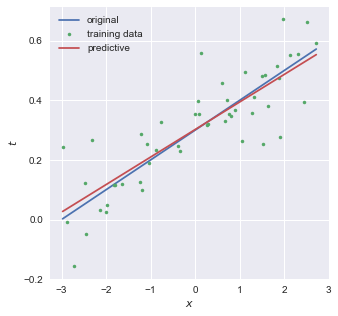 original
training data
predictive
0.6
0.4
0.2
0.0
−0.2
t
−3 −2 −1 0 1 2 3
x